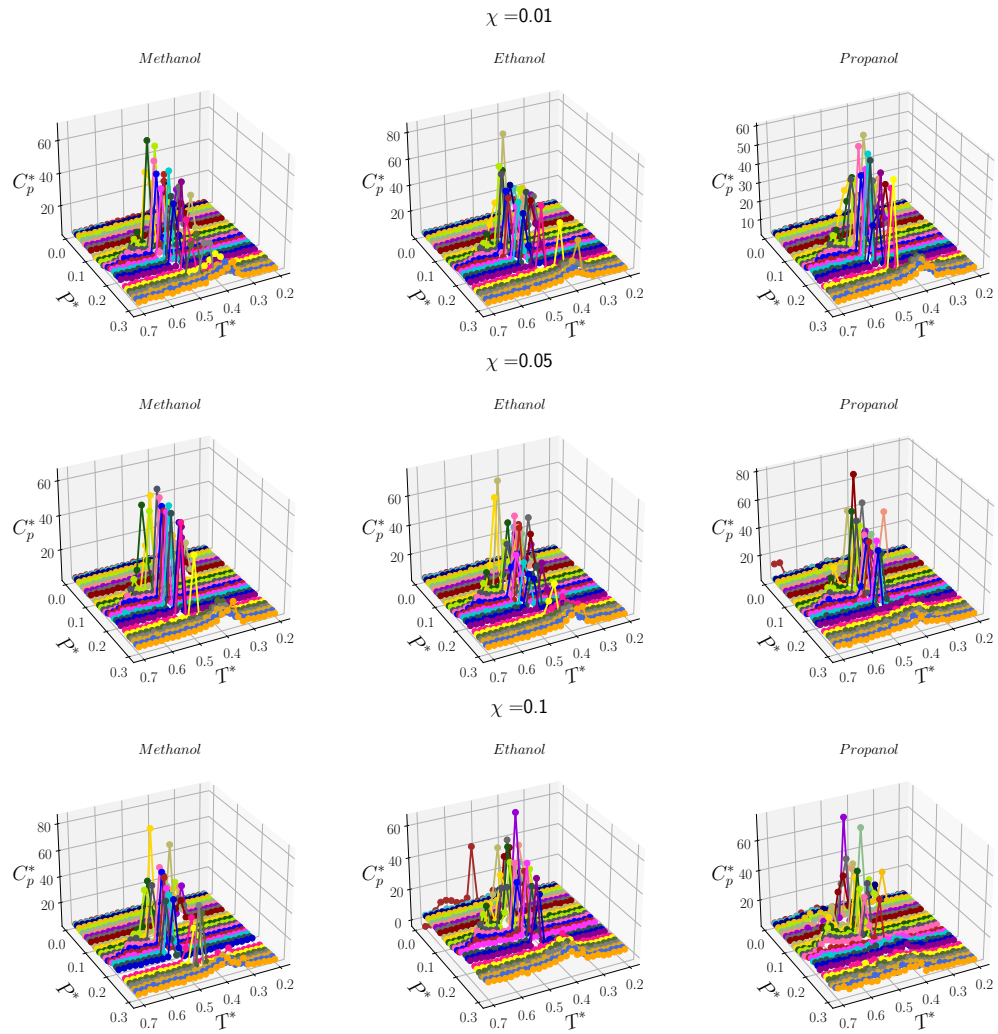 χ =0.01
Methanol Ethanol Propanol
60 80 60
C_p^* 40 C_p^* 60 50
20 40 C_p^* 40
20 30
20
10
0.0 0.0 0.0
0.1 0.1 0.1
P* 0.2 P* 0.2 P* 0.2
0.3 0.3 0.3
0.7 0.6 0.5 0.4 0.3 0.2 0.7 0.6 0.5 0.4 0.3 0.2 0.7 0.6 0.5 0.4 0.3 0.2
T* T* T*
χ =0.05
Methanol Ethanol Propanol
60 60 80
C_p^* 40 C_p^* 40 C_p^* 60
20 20 40
20
0.0 0.0 0.0
0.1 0.1 0.1
P* 0.2 P* 0.2 P* 0.2
0.3 0.3 0.3
0.7 0.6 0.5 0.4 0.3 0.2 0.7 0.6 0.5 0.4 0.3 0.2 0.7 0.6 0.5 0.4 0.3 0.2
T* T* T*
χ =0.1
Methanol Ethanol Propanol
80 60 60
60 C_p^* 40 C_p^* 40
C_p^* 40 20 20
20 0
0.0 0.0 0.0
0.1 0.1 0.1
P* 0.2 P* 0.2 P* 0.2
0.3 0.3 0.3
0.7 0.6 0.5 0.4 0.3 0.2 0.7 0.6 0.5 0.4 0.3 0.2 0.7 0.6 0.5 0.4 0.3 0.2
T* T* T*